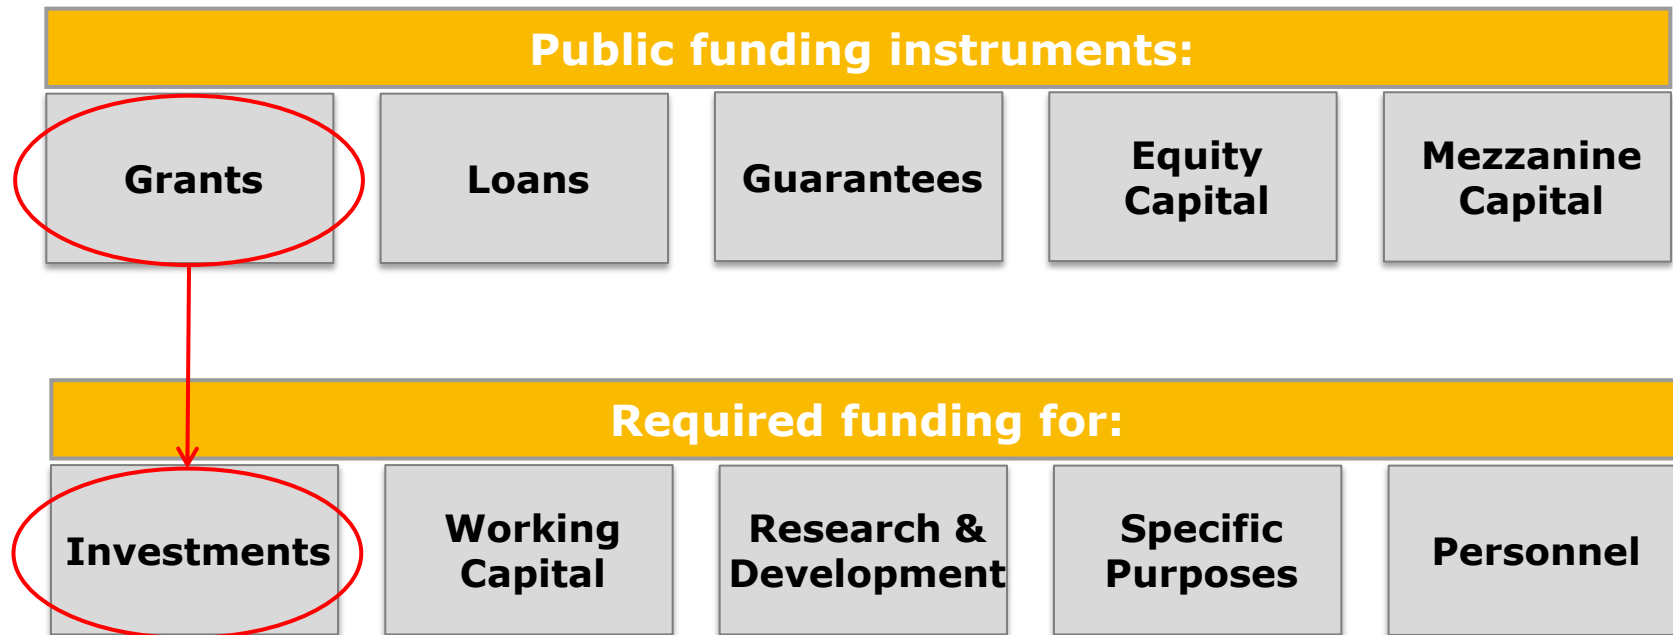 Public funding instruments:
Grants
Loans
Guarantees
Equity
Capital
Mezzanine
Capital
Required funding for:
Investments
Working
Capital
Research &
Development
Specific
Purposes
Personnel